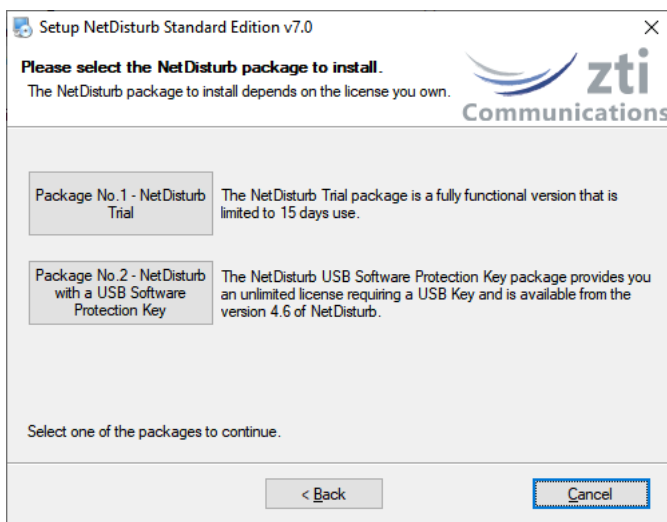 Setup NetDisturb Standard Edition v7.0
Please select the NetDisturb package to install.
The NetDisturb package to install depends on the license you own.
zti
Communications
Package No.1 - NetDisturb
Trial
The NetDisturb Trial package is a fully functional version that is
limited to 15 days use.
Package No.2 - NetDisturb
with a USB Software
Protection Key
The NetDisturb USB Software Protection Key package provides you
an unlimited license requiring a USB Key and is available from the
version 4.6 of NetDisturb.
Select one of the packages to continue.
< Back
Cancel